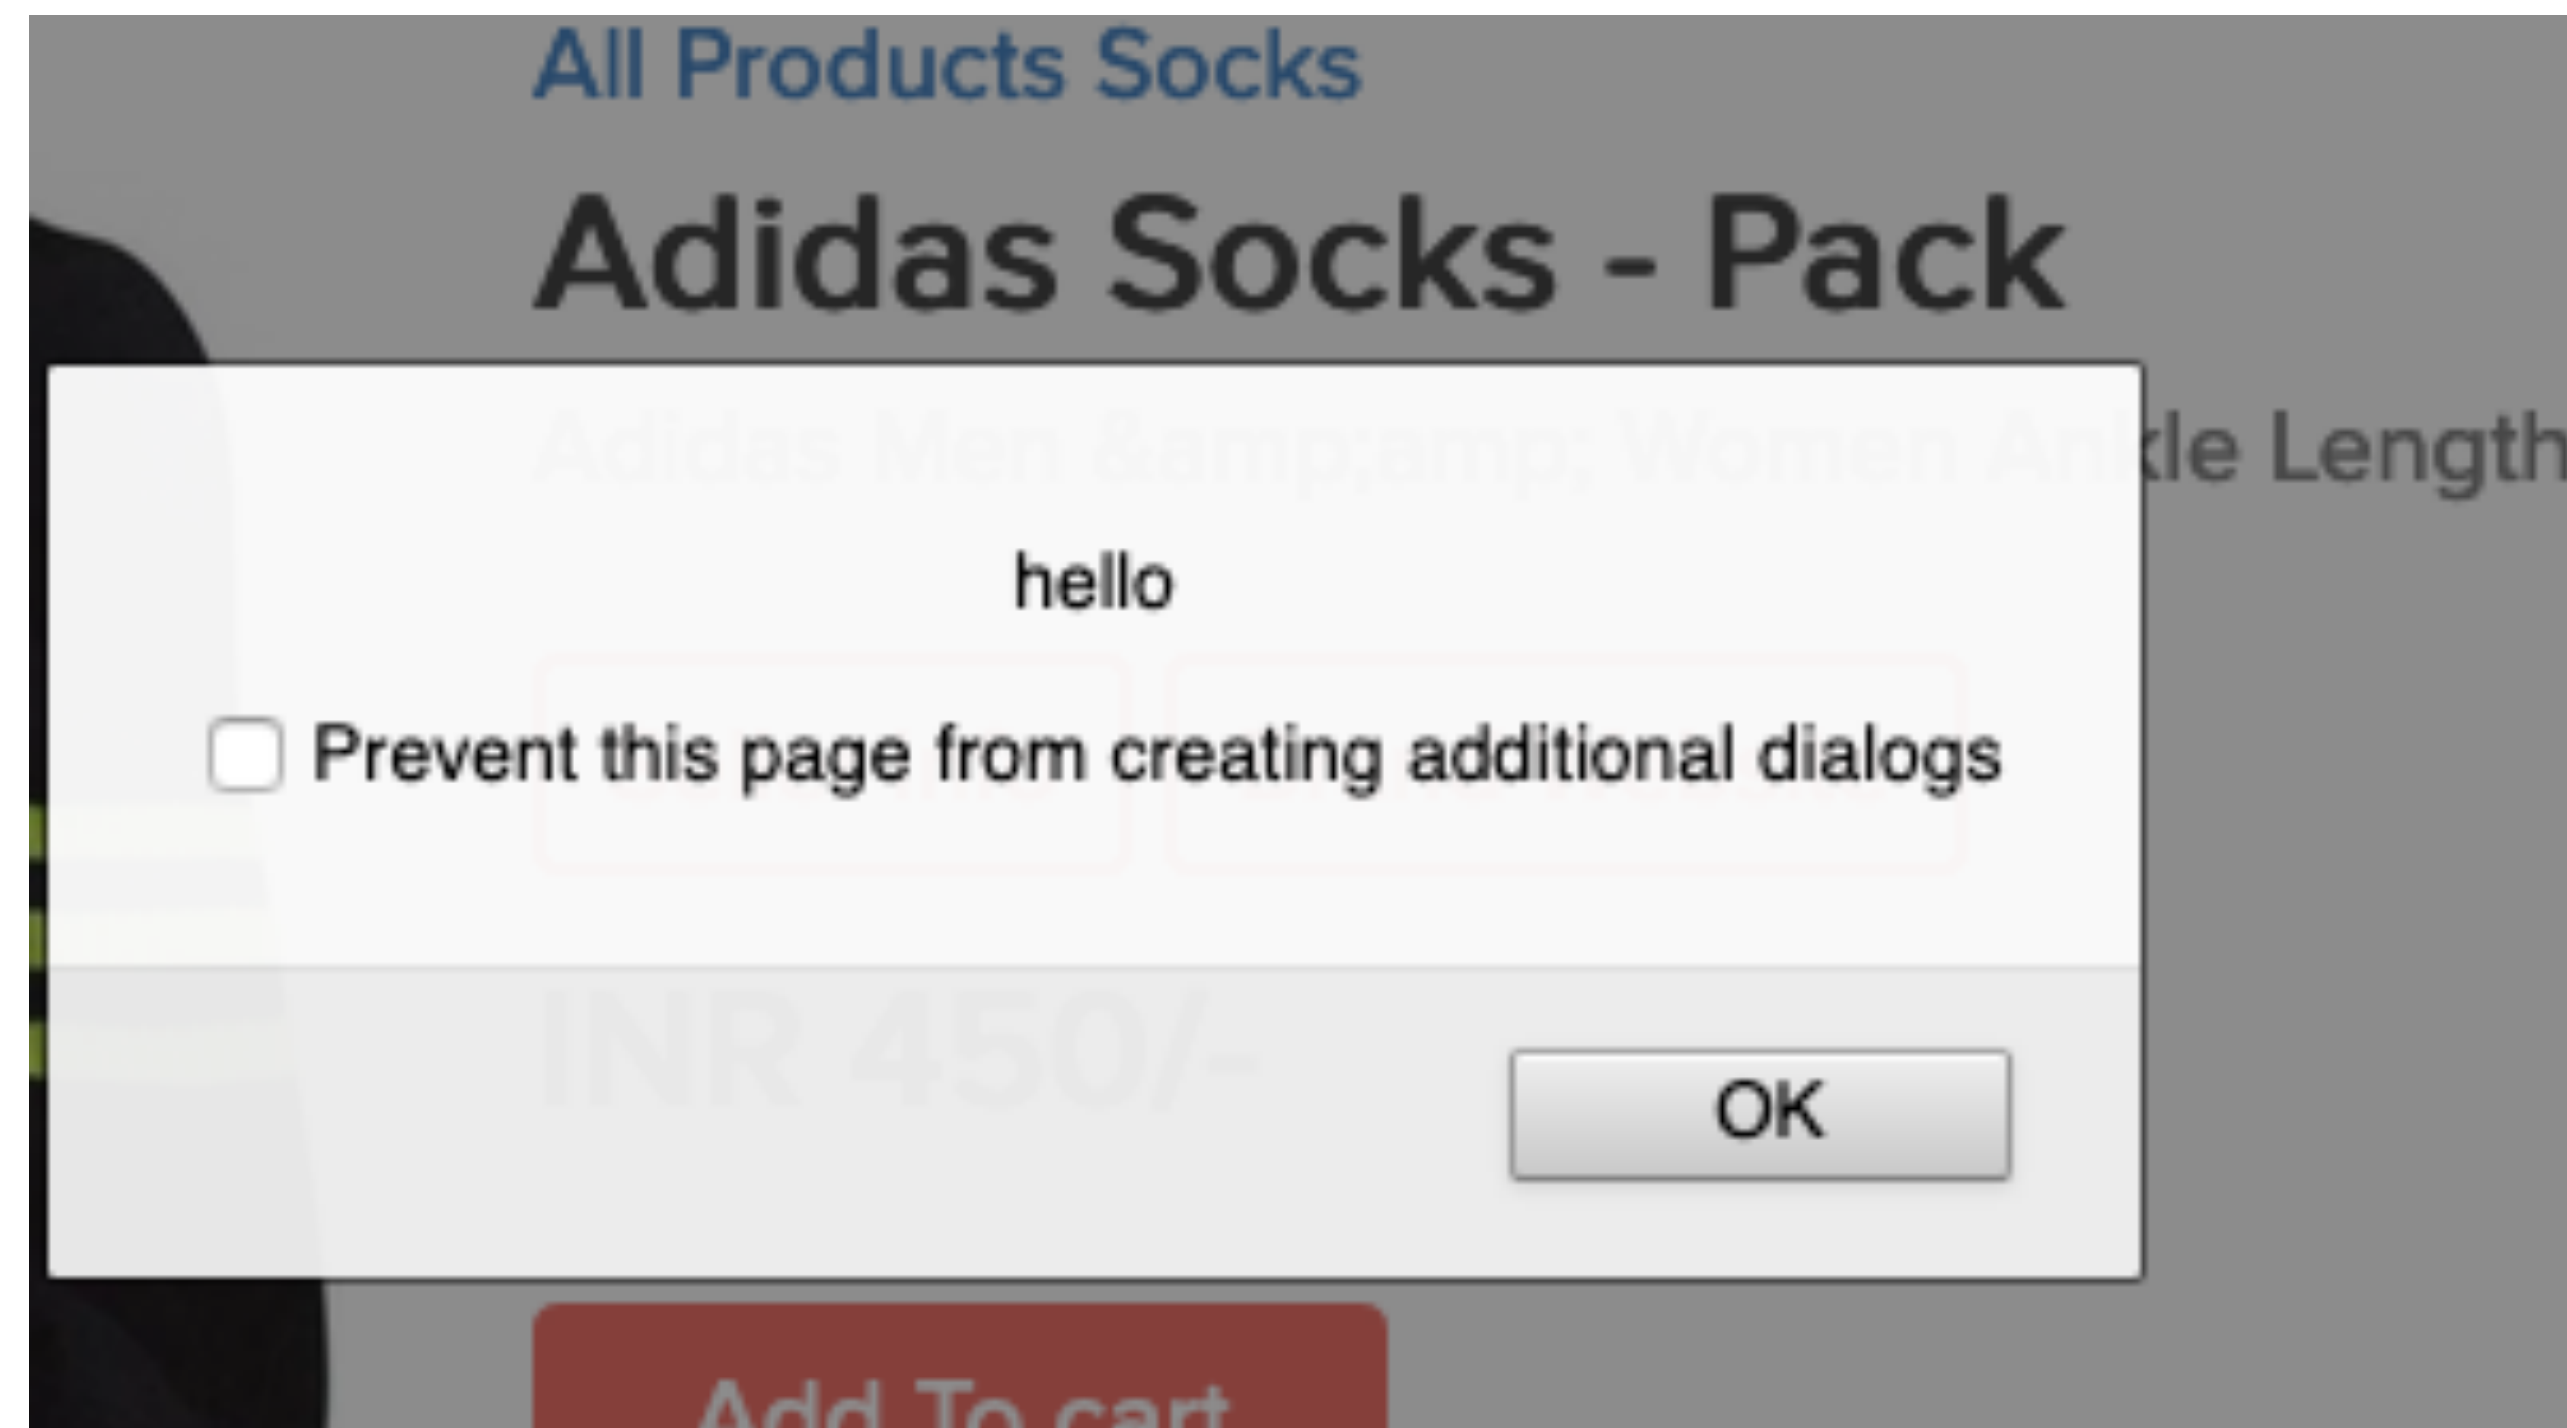 All Products Socks
Adidas Socks - Pack
Adidas Men &amp;amp; Women Ankle Length
hello
Prevent this page from creating additional dialogs
INR 450/-
OK
Add To cart